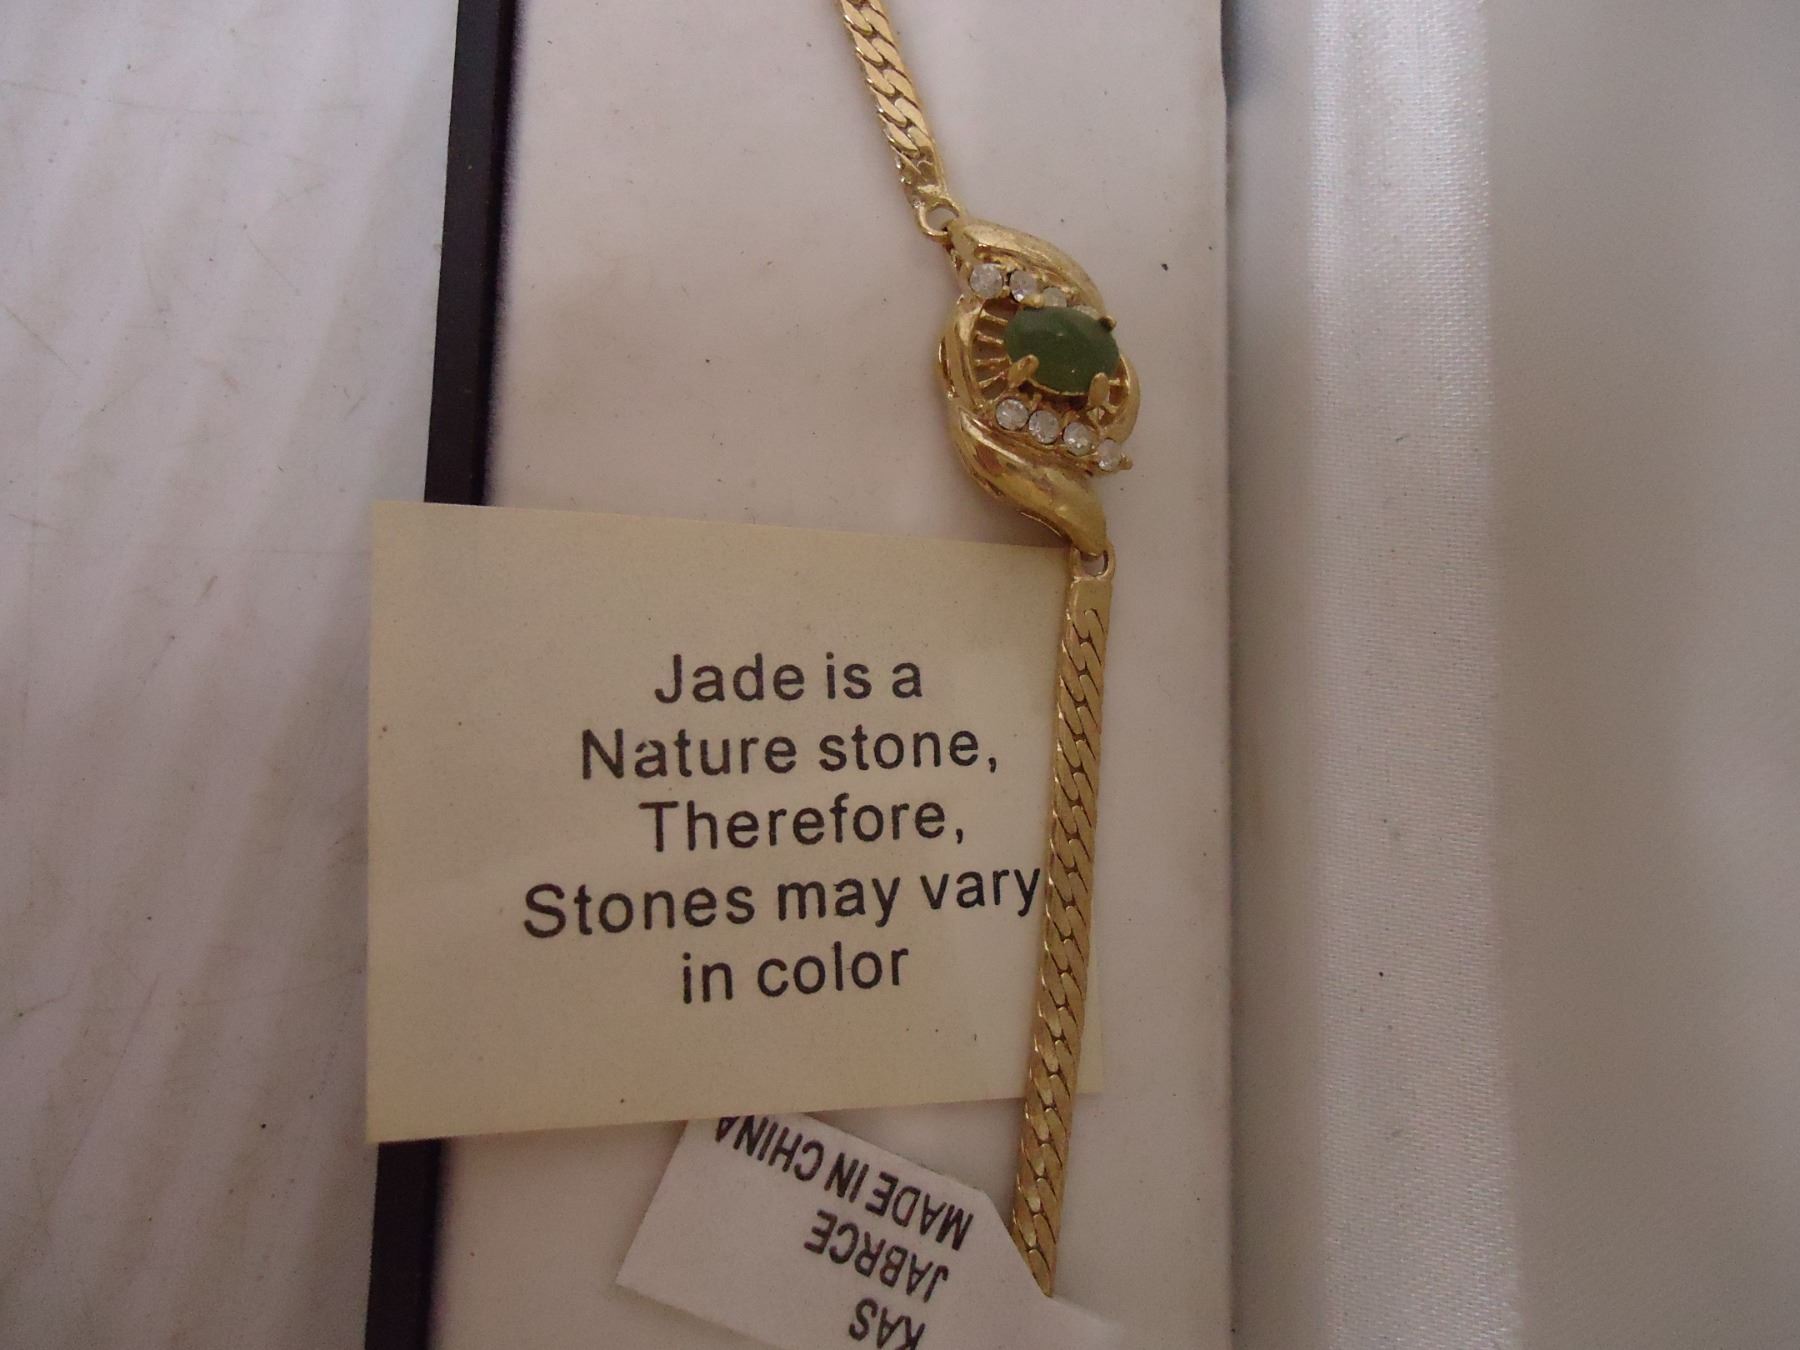 Jade is a
Nature stone,
Therefore,
Stones may vary
in color
KAS
JABRCE
MADE IN CHINA